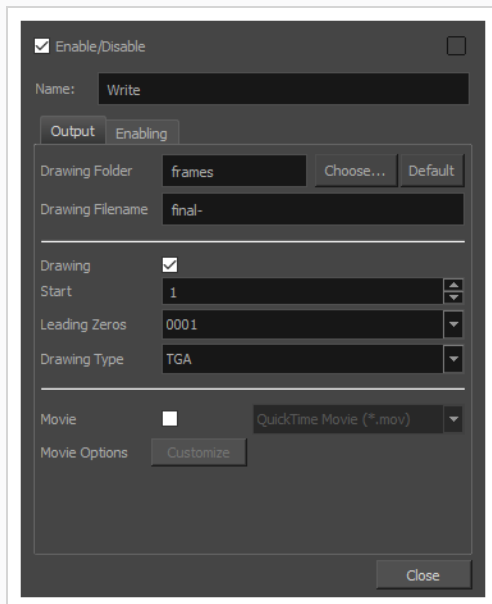 Enable/Disable
Name: Write
Output Enabling
Drawing Folder frames Choose... Default
Drawing Filename final-
Drawing
Start 1
Leading Zeros 0001
Drawing Type TGA
Movie QuickTime Movie (*.mov)
Movie Options Customize
Close